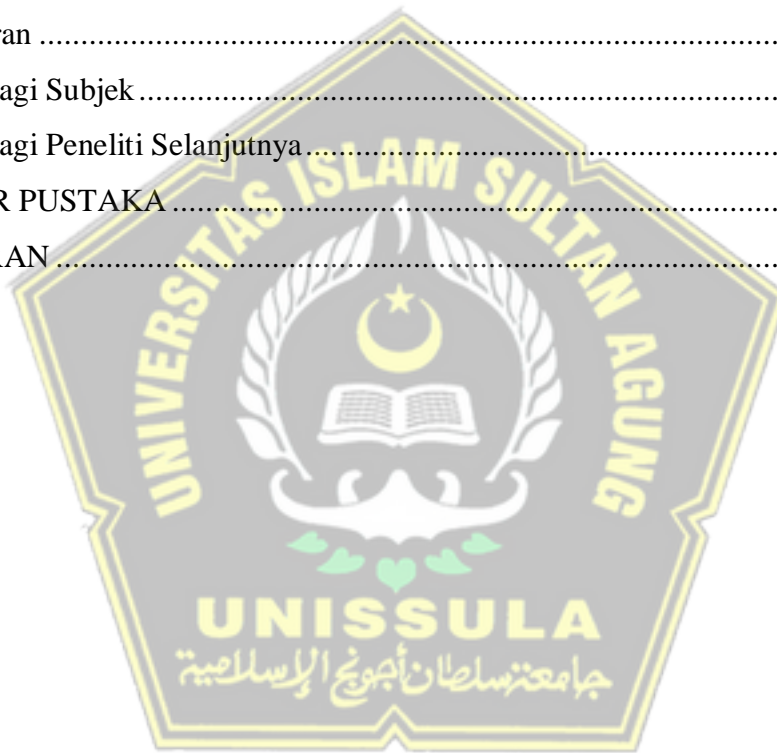 ran ........................................................................................
agi Subjek ........................................................................................
agi Peneliti Selanjutnya ........................................................................................
R PUSTAKA ........................................................................................
RAN ........................................................................................
UNIVERSITAS ISLAM SULTAN AGUNG
UNISSULA
جامعة سلطان أجونج الإسلامية